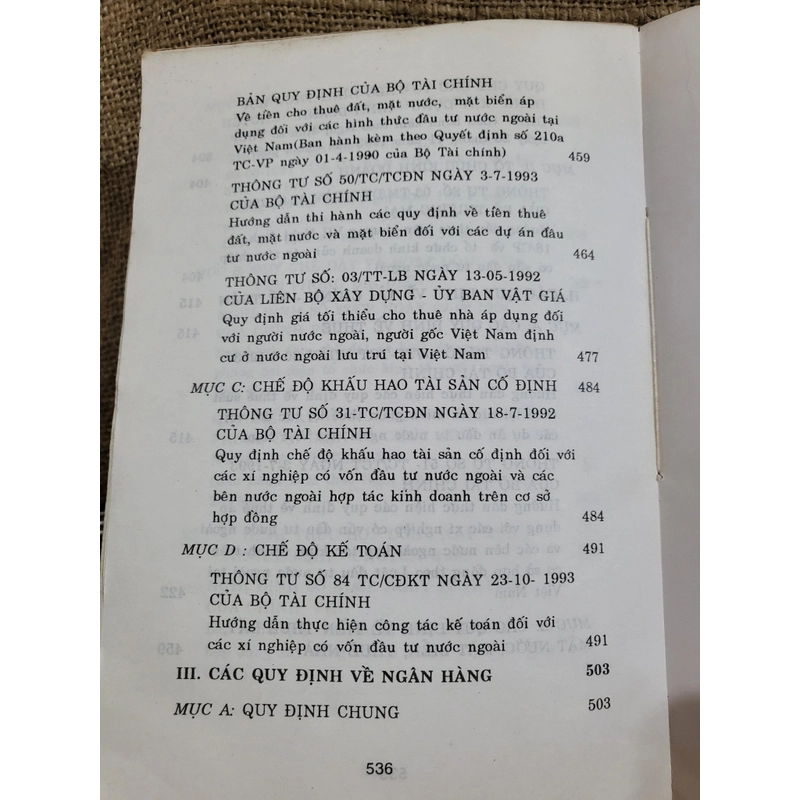 BẢN QUY ĐỊNH CỦA BỘ TÀI CHÍNH
Về tiền cho thuê đất, mặt nước, mặt biển áp
dụng đối với các hình thức đầu tư nước ngoài tại
Việt Nam(Ban hành kèm theo Quyết định số 210a
TC-VP ngày 01-4-1990 của Bộ Tài chính) 459
THÔNG TƯ SỐ 50/TC/TCĐN NGÀY 3-7-1993
CỦA BỘ TÀI CHÍNH
Hướng dẫn thi hành các quy định về tiền thuê
đất, mặt nước và mặt biển đối với các dự án đầu
tư nước ngoài 464
THÔNG TƯ SỐ: 03/TT-LB NGÀY 13-05-1992
CỦA LIÊN BỘ XÂY DỰNG - ỦY BAN VẬT GIÁ
Quy định giá tối thiểu cho thuê nhà áp dụng đối
với người nước ngoài, người gốc Việt Nam định
cư ở nước ngoài lưu trú tại Việt Nam 477
MỤC C: CHẾ ĐỘ KHẤU HAO TÀI SẢN CỐ ĐỊNH 484
THÔNG TƯ SỐ 31-TC/TCĐN NGÀY 18-7-1992
CỦA BỘ TÀI CHÍNH
Quy định chế độ khấu hao tài sản cố định đối với
các xí nghiệp có vốn đầu tư nước ngoài và các
bên nước ngoài hợp tác kinh doanh trên cơ sở
hợp đồng 484
MỤC D : CHẾ ĐỘ KẾ TOÁN 491
THÔNG TƯ SỐ 84 TC/CĐKT NGÀY 23-10- 1993
CỦA BỘ TÀI CHÍNH
Hướng dẫn thực hiện công tác kế toán đối với
các xí nghiệp có vốn đầu tư nước ngoài 491
III. CÁC QUY ĐỊNH VỀ NGÂN HÀNG 503
MỤC A: QUY ĐỊNH CHUNG 503
536